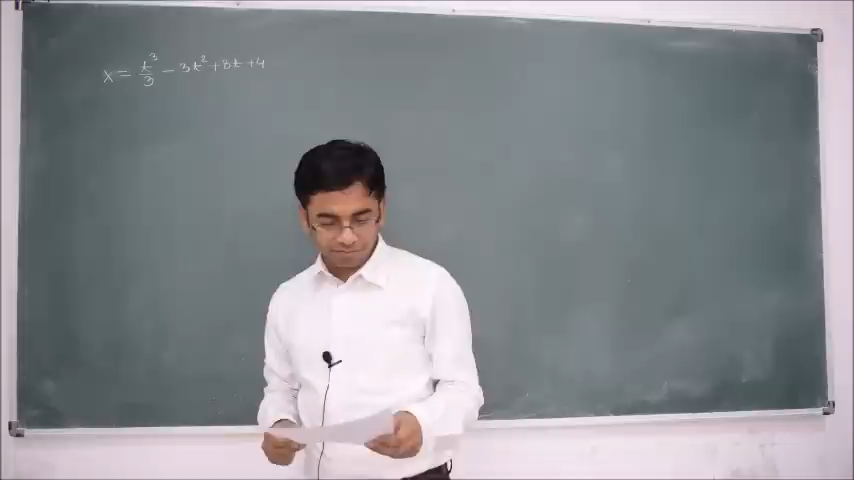 x = t³/3 - 3t² + 8t + 4